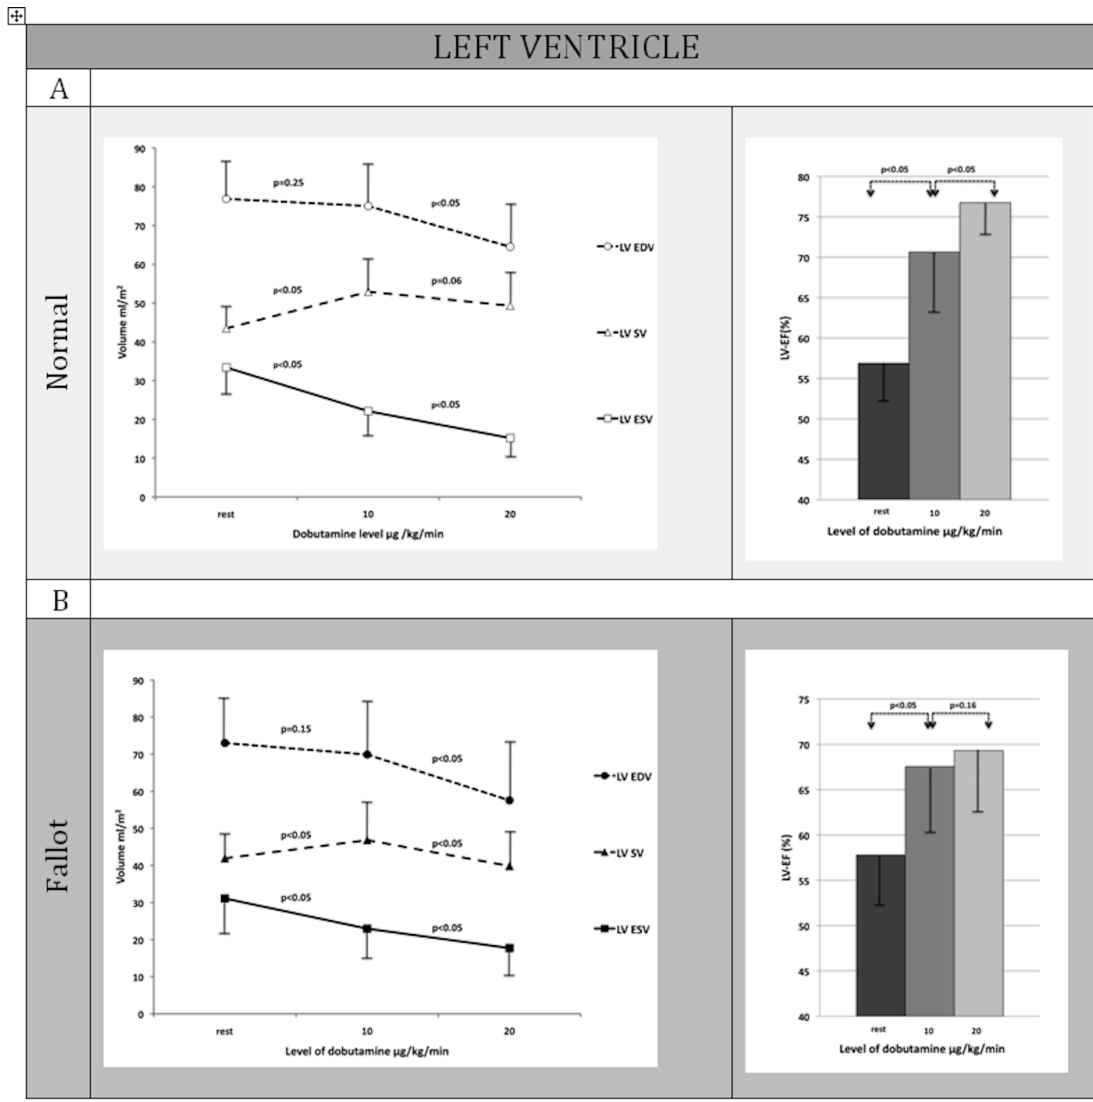 LEFT VENTRICLE
A
Normal
90
80
70
60
50
40
30
20
10
0
Volume ml/m²
p=0.25
p<0.05
p<0.05
p=0.06
p<0.05
p<0.05
LV EDV
LV SV
LV ESV
rest 10 20
Dobutamine level µg /kg/min
80
75
70
65
60
55
50
45
40
LV-EF(%)
p<0.05 p<0.05
rest 10 20
Level of dobutamine µg/kg/min
B
Fallot
90
80
70
60
50
40
30
20
10
0
Volume ml/m²
p=0.15
p<0.05
p<0.05
p<0.05
p<0.05
p<0.05
LV EDV
LV SV
LV ESV
rest 10 20
Level of dobutamine µg/kg/min
75
70
65
60
55
50
45
40
LV-EF (%)
p<0.05 p=0.16
rest 10 20
Level of dobutamine µg/kg/min